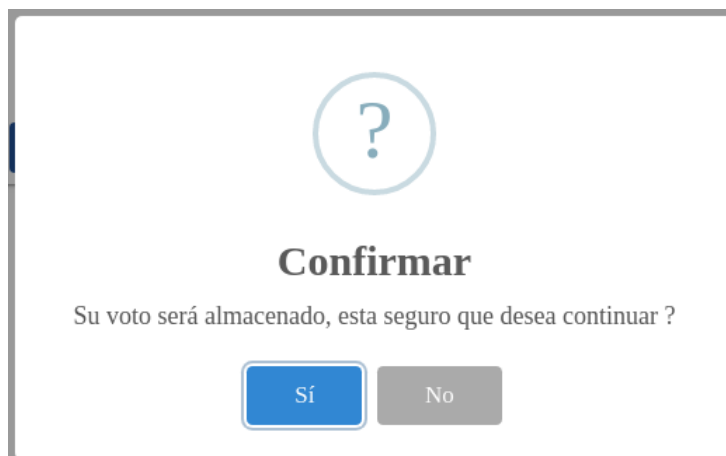 ?
Confirmar
Su voto será almacenado, esta seguro que desea continuar ?
Sí No